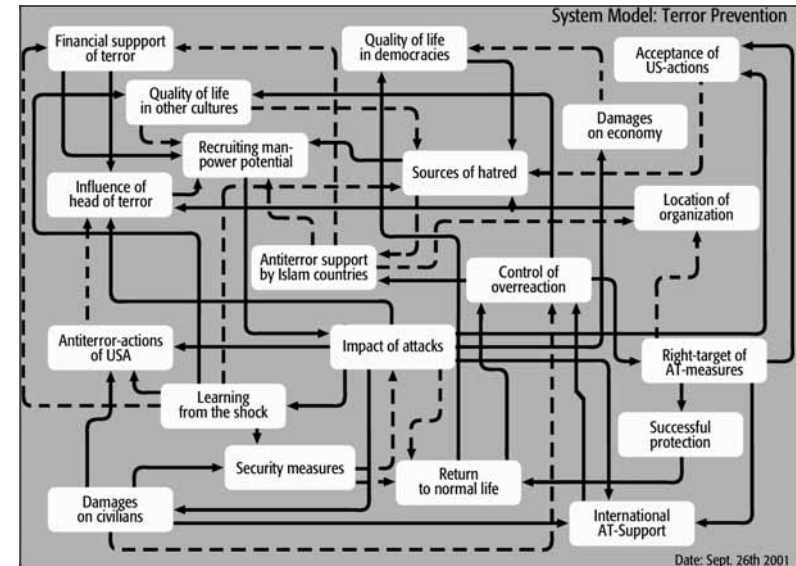 System Model: Terror Prevention
Financial suppport
of terror
Quality of life
in democracies
Acceptance of
US-actions
Quality of life
in other cultures
Damages
on economy
Recruiting man-
power potential
Sources of hatred
Influence of
head of terror
Location of
organization
Antiterror support
by Islam countries
Control of
overreaction
Antiterror-actions
of USA
Impact of attacks
Right-target of
AT-measures
Learning
from the shock
Successful
protection
Security measures
Return
to normal life
Damages
on civilians
International
AT-Support
Date: Sept. 26th 2001